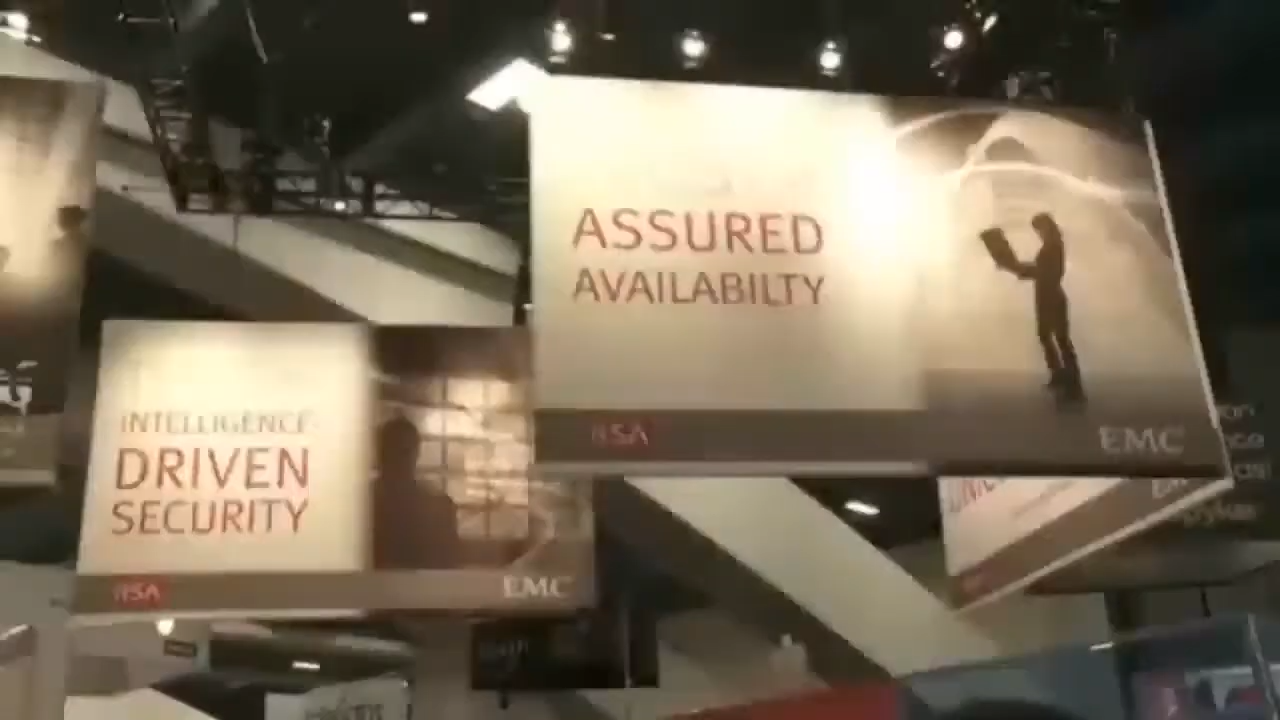 ASSURED
AVAILABILTY
RSA
EMC
INTELLIGENCE-
DRIVEN
SECURITY
RSA
EMC